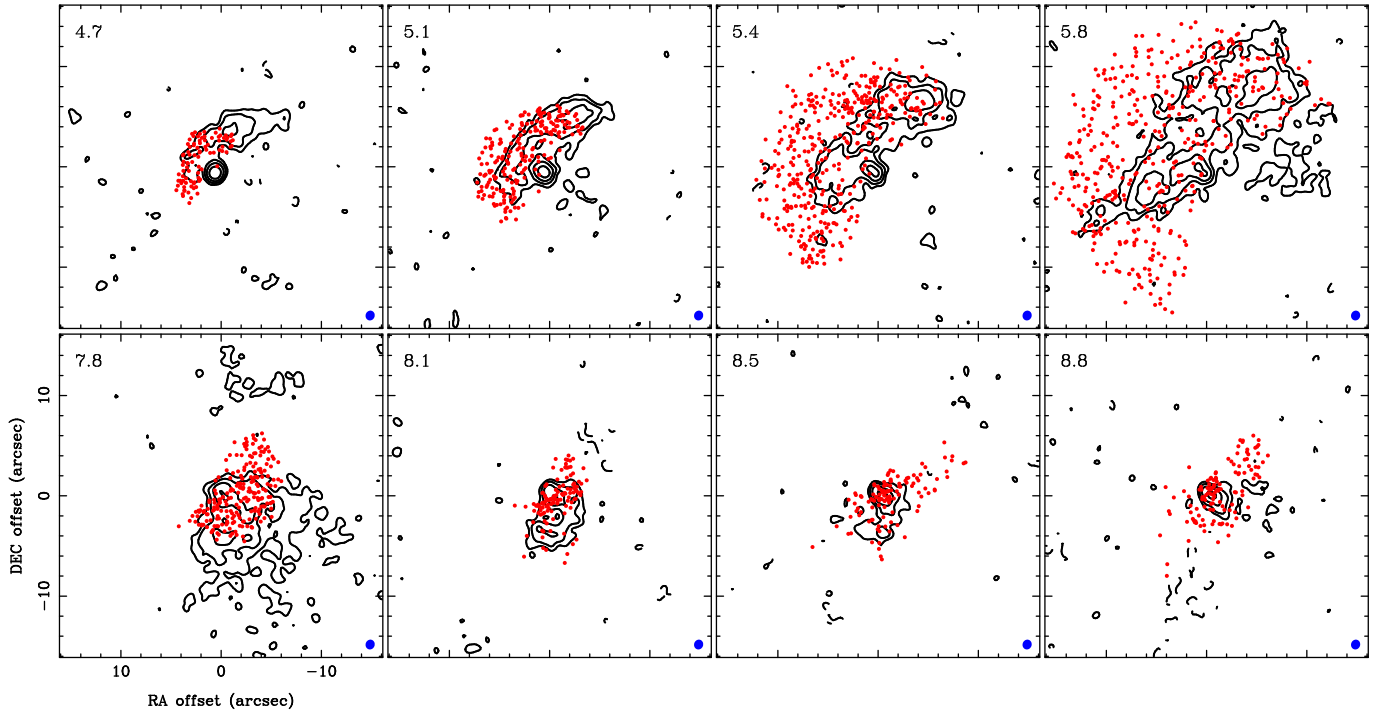 4.7 5.1 5.4 5.8
7.8 8.1 8.5 8.8
10
0
−10
DEC offset (arcsec)
10 0 −10
RA offset (arcsec)